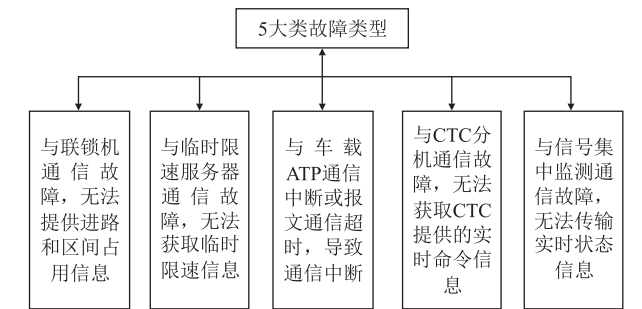 5大类故障类型
与联锁机
通信故
障，无法
提供进路
和区间占
用信息
与临时限
速服务器
通信故
障，无法
获取临时
限速信息
与车载
ATP通信
中断或报
文通信超
时，导致
通信中断
与CTC分
机通信故
障，无法
获取CTC
提供的实
时命令信
息
与信号集
中监测通
信故障，
无法传输
实时状态
信息